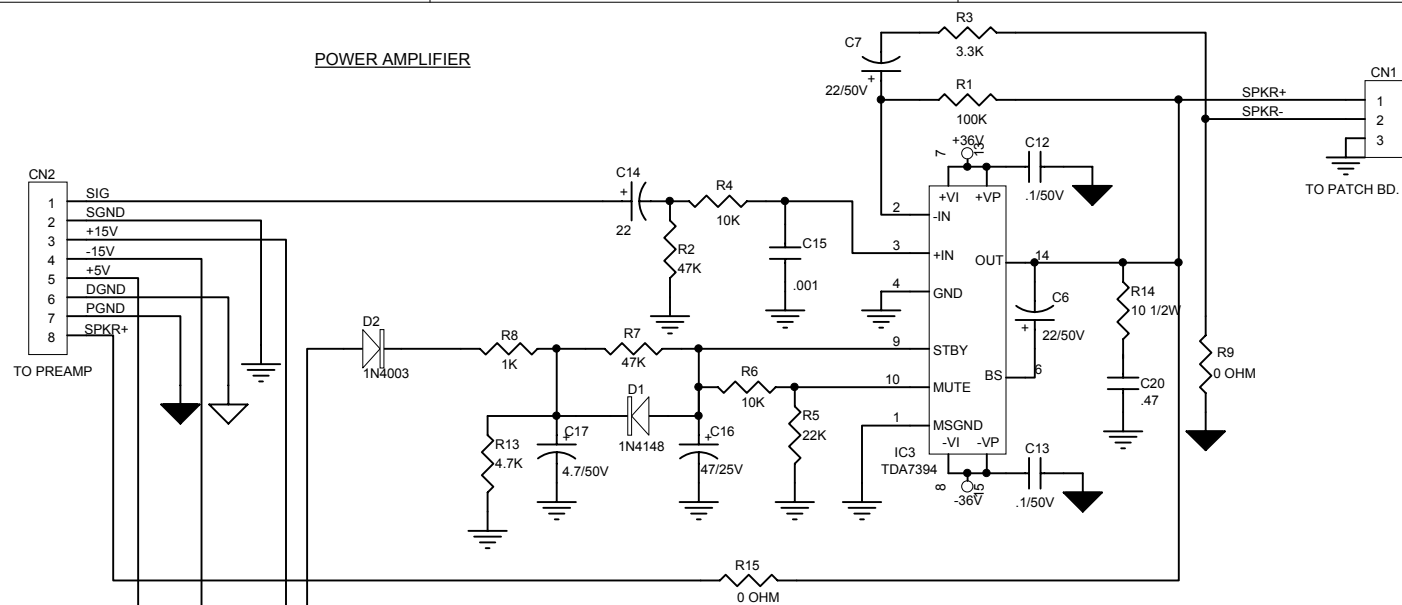 POWER AMPLIFIER
R3
3.3K
C7
22/50V
R1
100K
CN1
SPKR+
1
SPKR-
2
3
TO PATCH BD.
+36V
7
13
C12
.1/50V
CN2
SIG
1
SGND
2
+15V
3
-15V
4
+5V
5
DGND
6
PGND
7
SPKR+
8
TO PREAMP
C14
+
22
R4
10K
R2
47K
C15
.001
+VI
+VP
2
-IN
3
+IN
OUT
14
4
GND
9
STBY
BS
6
10
MUTE
1
MSGND
-VI
-VP
IC3
TDA7394
8
15
-36V
C13
.1/50V
C6
+
22/50V
R14
10 1/2W
C20
.47
R9
0 OHM
D2
1N4003
R8
1K
R7
47K
D1
1N4148
R6
10K
R5
22K
R13
4.7K
C17
+
4.7/50V
C16
+
47/25V
R15
0 OHM
+